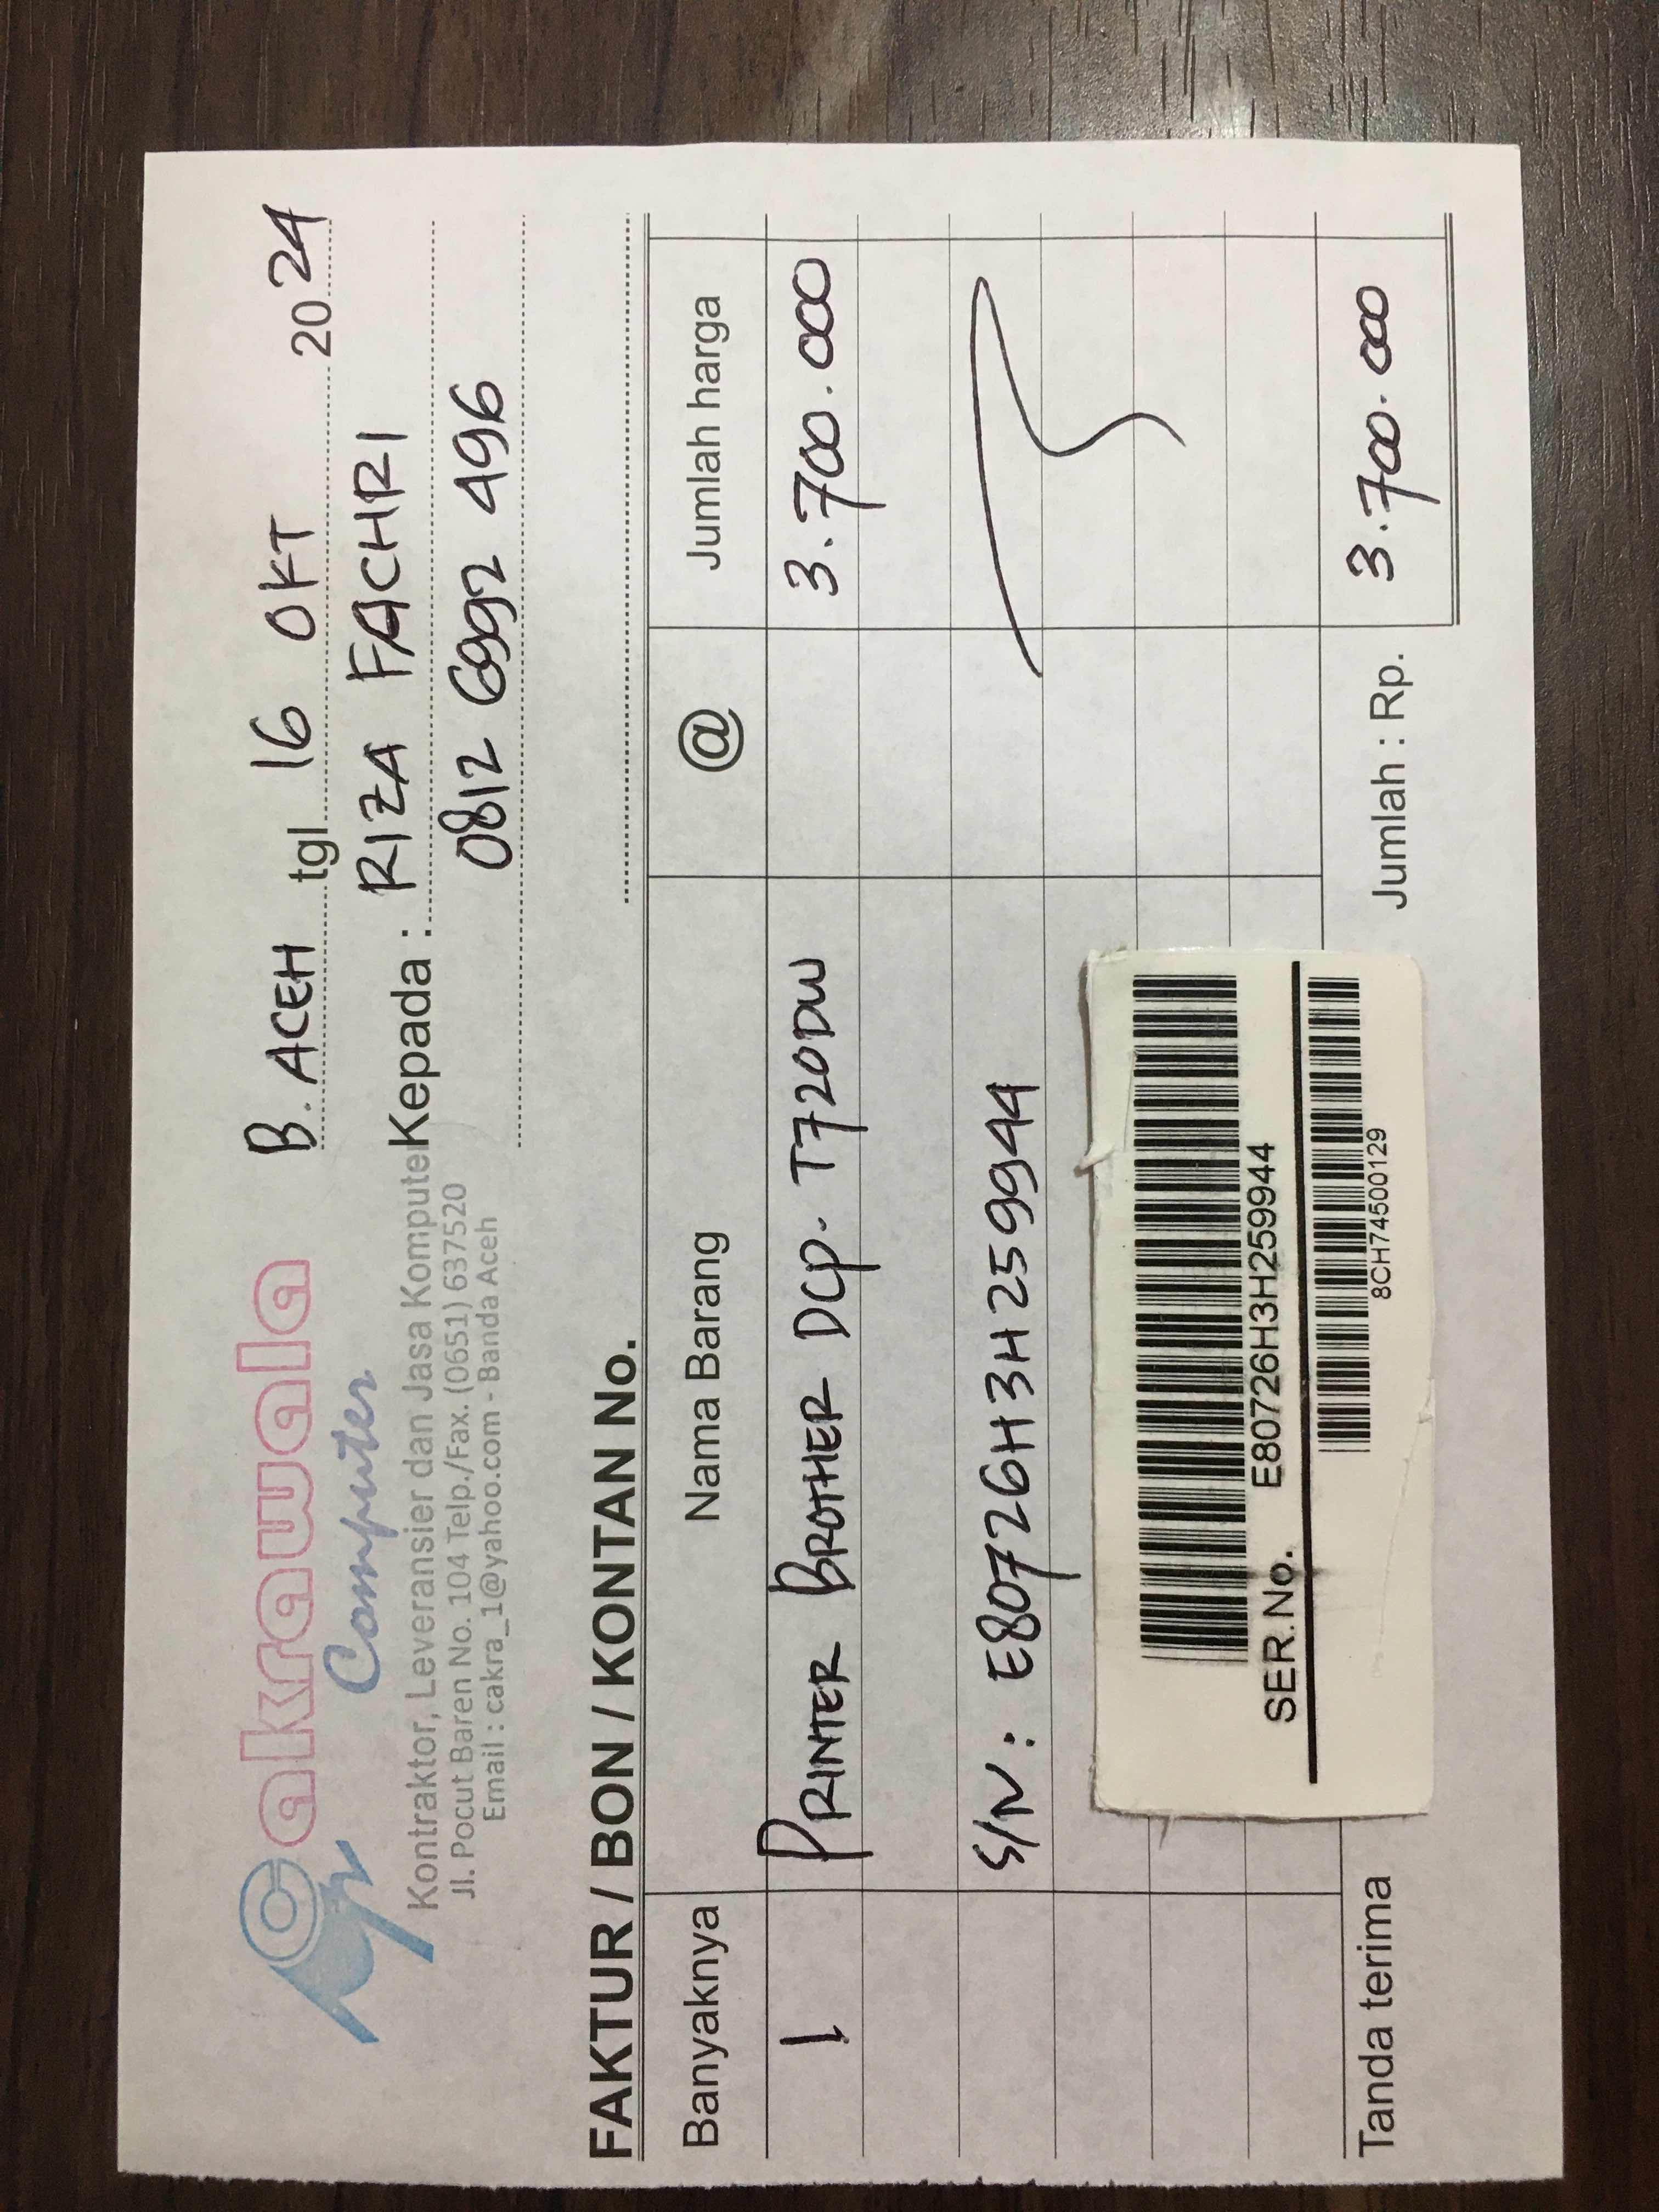 Cakrawala
Computer
Kontraktor, Leveransier dan Jasa Komputer
Jl. Pocut Baren No. 104 Telp./Fax. (0651) 637520
Email : cakra_1@yahoo.com - Banda Aceh
B. ACEH tgl 16 OKT 2024
Kepada : RIZA FACHRI
0812 6992 496
FAKTUR / BON / KONTAN No.
Banyaknya Nama Barang @ Jumlah harga
1 PRINTER BROTHER DCP. T720DW 3.700.000
S/N : E80726H3H259944
SER.No. E80726H3H259944
8CH74500129
Tanda terima Jumlah : Rp. 3.700.000